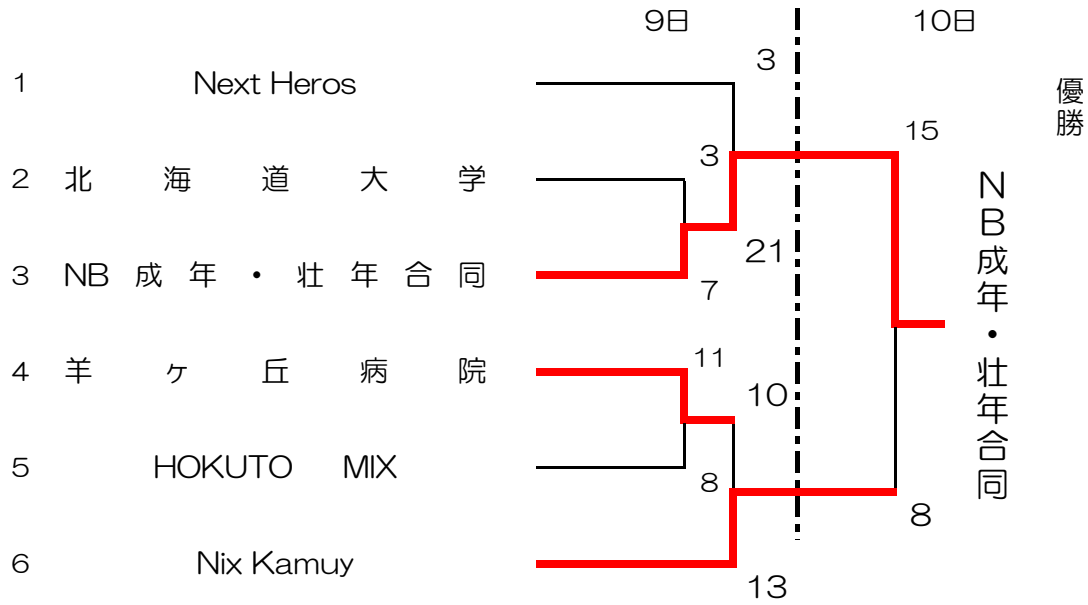 9日
10日
3
1 Next Heros
優勝
15
3
2 北海道大学
21
3 NB成年・壮年合同
7
NB成年・壮年合同
11
4 羊ヶ丘病院
10
5 HOKUTO MIX
8
8
6 Nix Kamuy
13